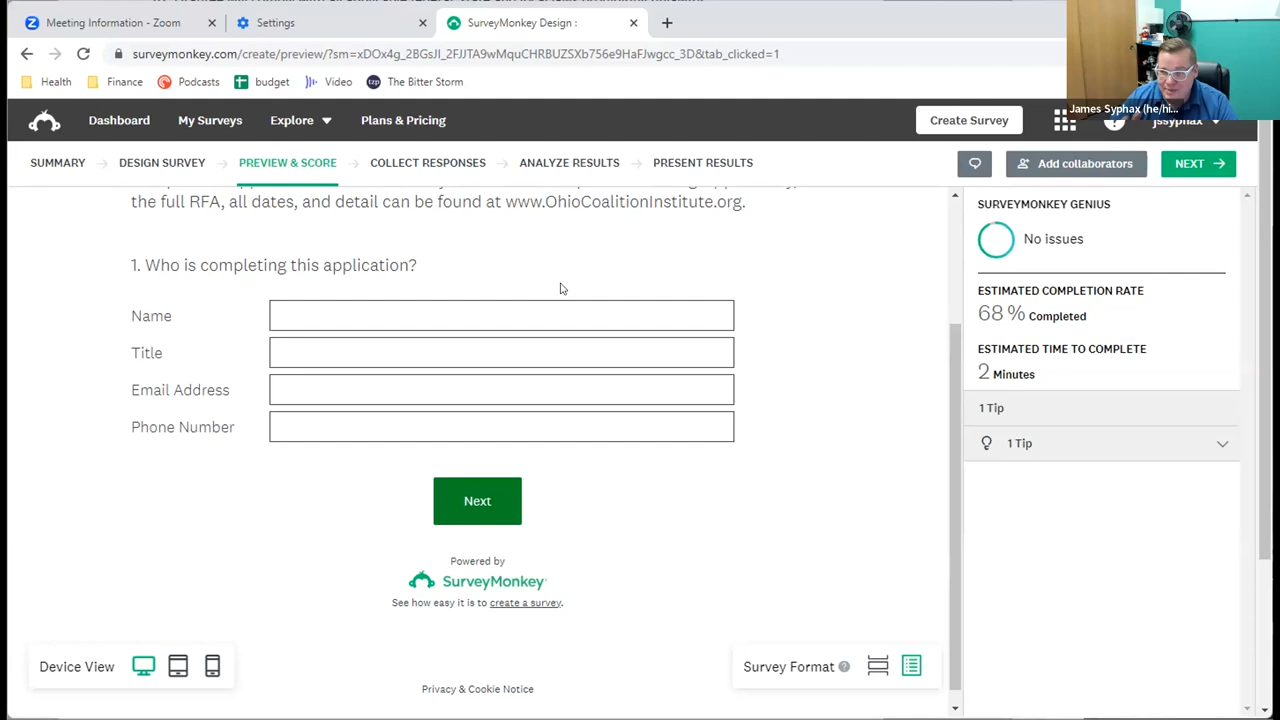 Meeting Information - Zoom
Settings
SurveyMonkey Design :
surveymonkey.com/create/preview/?sm=xDOx4g_2BGsJl_2FJJTA9wMquCHRBUZSXb756e9HaFJwgcc_3D&tab_clicked=1
Health
Finance
Podcasts
budget
Video
tzp
The Bitter Storm
James Syphax (he/hi...
Dashboard
My Surveys
Explore
Plans & Pricing
Create Survey
jssyphax
SUMMARY
DESIGN SURVEY
PREVIEW & SCORE
COLLECT RESPONSES
ANALYZE RESULTS
PRESENT RESULTS
Add collaborators
NEXT
the full RFA, all dates, and detail can be found at www.OhioCoalitionInstitute.org.
1. Who is completing this application?
Name
Title
Email Address
Phone Number
Next
Powered by
SurveyMonkey
See how easy it is to create a survey.
Device View
Survey Format
Privacy & Cookie Notice
SURVEYMONKEY GENIUS
No issues
ESTIMATED COMPLETION RATE
68 % Completed
ESTIMATED TIME TO COMPLETE
2 Minutes
1 Tip
1 Tip